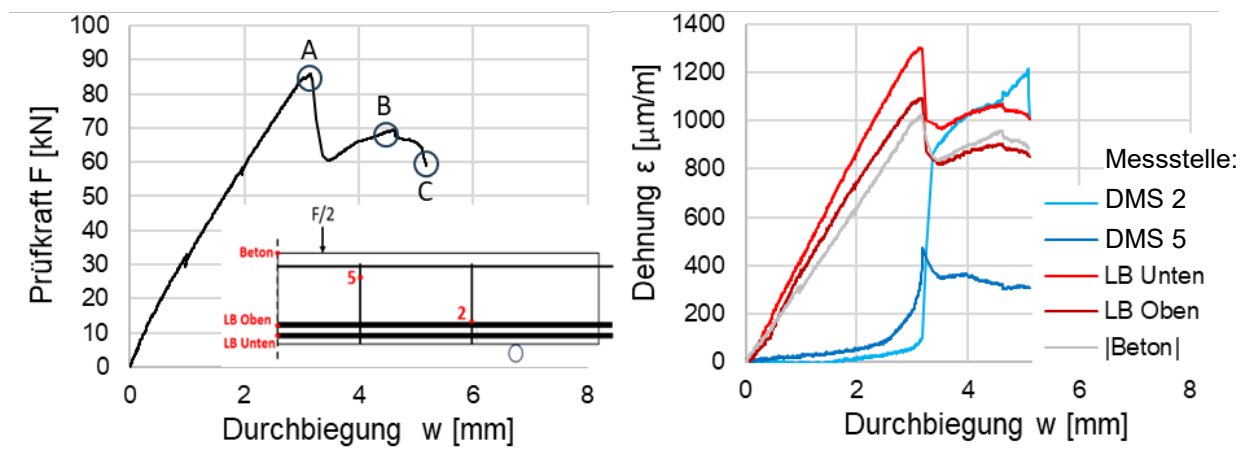 100
90
80
70
60
50
40
30
20
10
0
Prüfkraft F [kN]
A
B
C
F/2
Beton
5
2
LB Oben
LB Unten
0 2 4 6 8
Durchbiegung w [mm]
1400
1200
1000
800
600
400
200
0
Dehnung ε [µm/m]
Messstelle:
DMS 2
DMS 5
LB Unten
LB Oben
|Beton|
0 2 4 6 8
Durchbiegung w [mm]